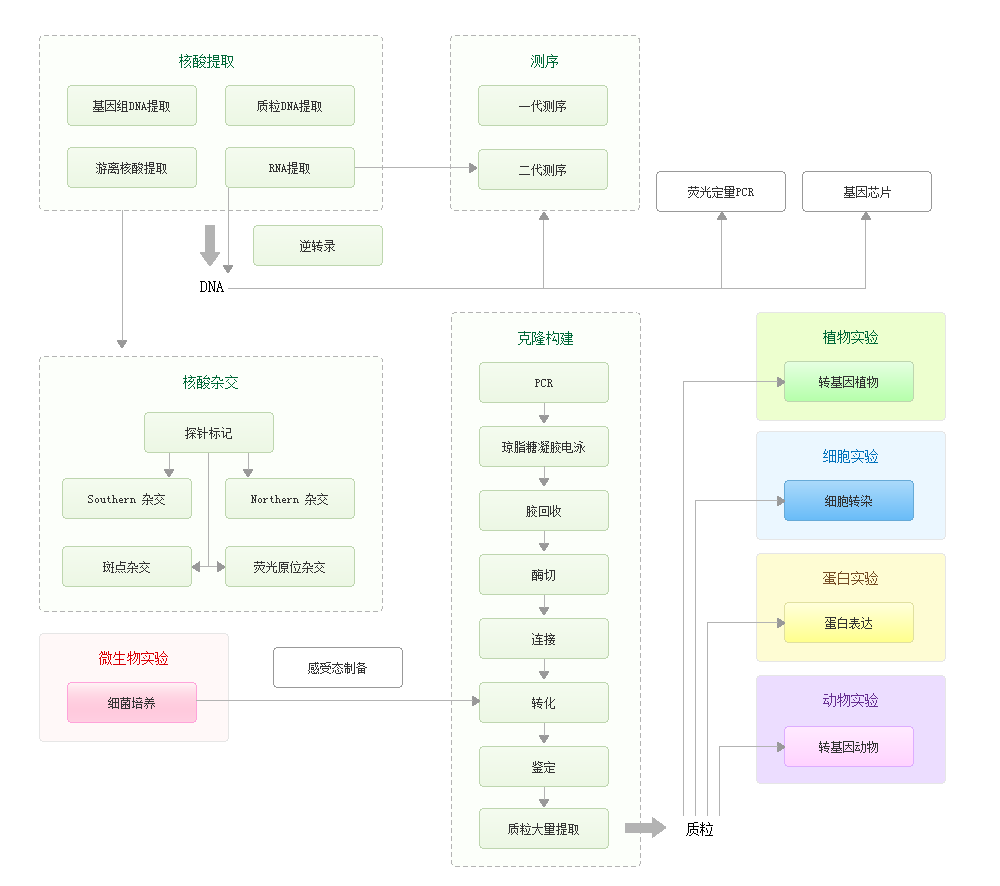 核酸提取
基因组DNA提取
质粒DNA提取
游离核酸提取
RNA提取
测序
一代测序
二代测序
荧光定量PCR
基因芯片
逆转录
DNA
核酸杂交
探针标记
Southern 杂交
Northern 杂交
斑点杂交
荧光原位杂交
微生物实验
细菌培养
感受态制备
克隆构建
PCR
琼脂糖凝胶电泳
胶回收
酶切
连接
转化
鉴定
质粒大量提取
质粒
植物实验
转基因植物
细胞实验
细胞转染
蛋白实验
蛋白表达
动物实验
转基因动物